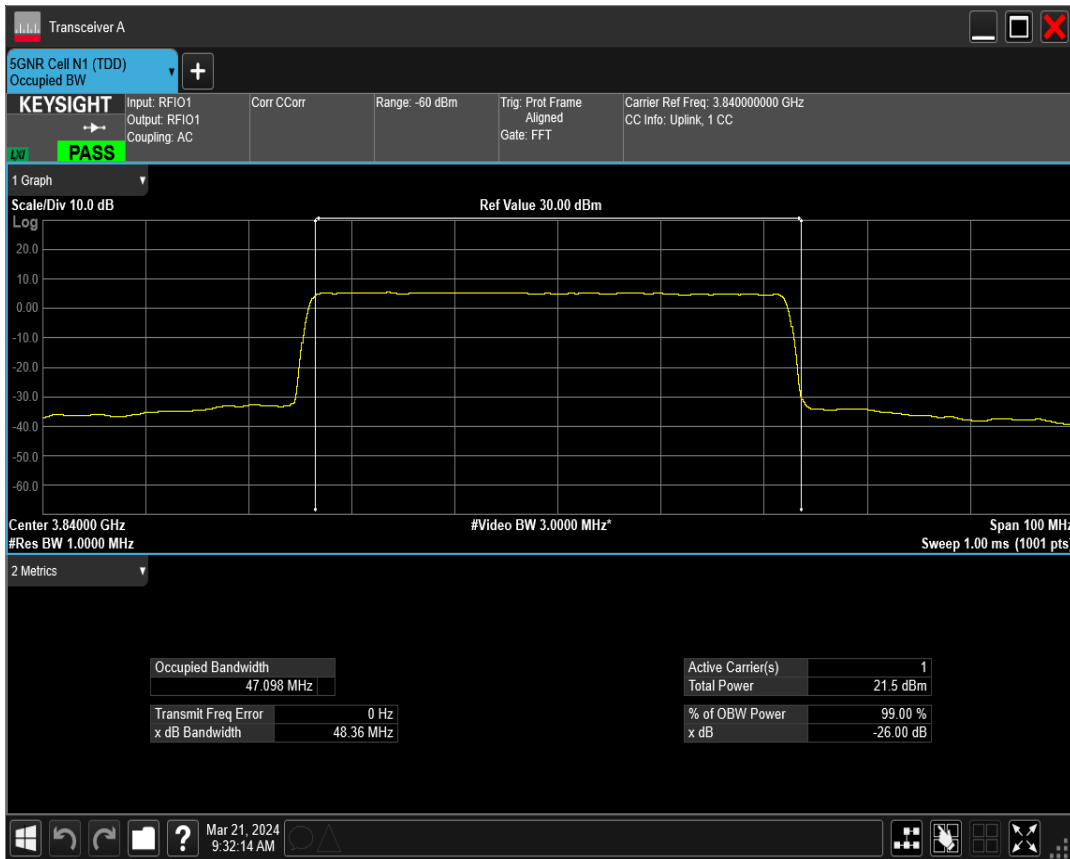 Transceiver A
5GNR Cell N1 (TDD)
Occupied BW
+
KEYSIGHT
LXI
PASS
Input: RFIO1
Output: RFIO1
Coupling: AC
Corr CCorr
Range: -60 dBm
Trig: Prot Frame
Aligned
Gate: FFT
Carrier Ref Freq: 3.840000000 GHz
CC Info: Uplink, 1 CC
1 Graph
Scale/Div 10.0 dB
Ref Value 30.00 dBm
Log
20.0
10.0
0.00
-10.0
-20.0
-30.0
-40.0
-50.0
-60.0
Center 3.84000 GHz
#Video BW 3.0000 MHz*
Span 100 MHz
#Res BW 1.0000 MHz
Sweep 1.00 ms (1001 pts)
2 Metrics
Occupied Bandwidth
47.098 MHz
Transmit Freq Error 0 Hz
x dB Bandwidth 48.36 MHz
Active Carrier(s) 1
Total Power 21.5 dBm
% of OBW Power 99.00 %
x dB -26.00 dB
?
Mar 21, 2024
9:32:14 AM